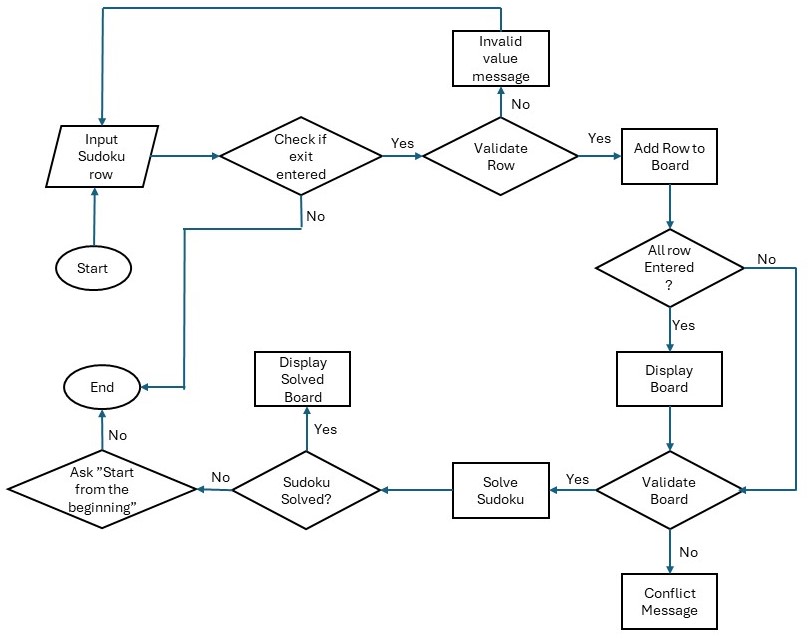 Invalid
value
message
No
Input
Sudoku
row
Check if
exit
entered
Yes
Validate
Row
Yes
Add Row to
Board
No
Start
All row
Entered
?
No
Yes
Display
Solved
Board
Display
Board
End
No
Yes
Ask ”Start
from the
beginning”
No
Sudoku
Solved?
Solve
Sudoku
Yes
Validate
Board
No
Conflict
Message